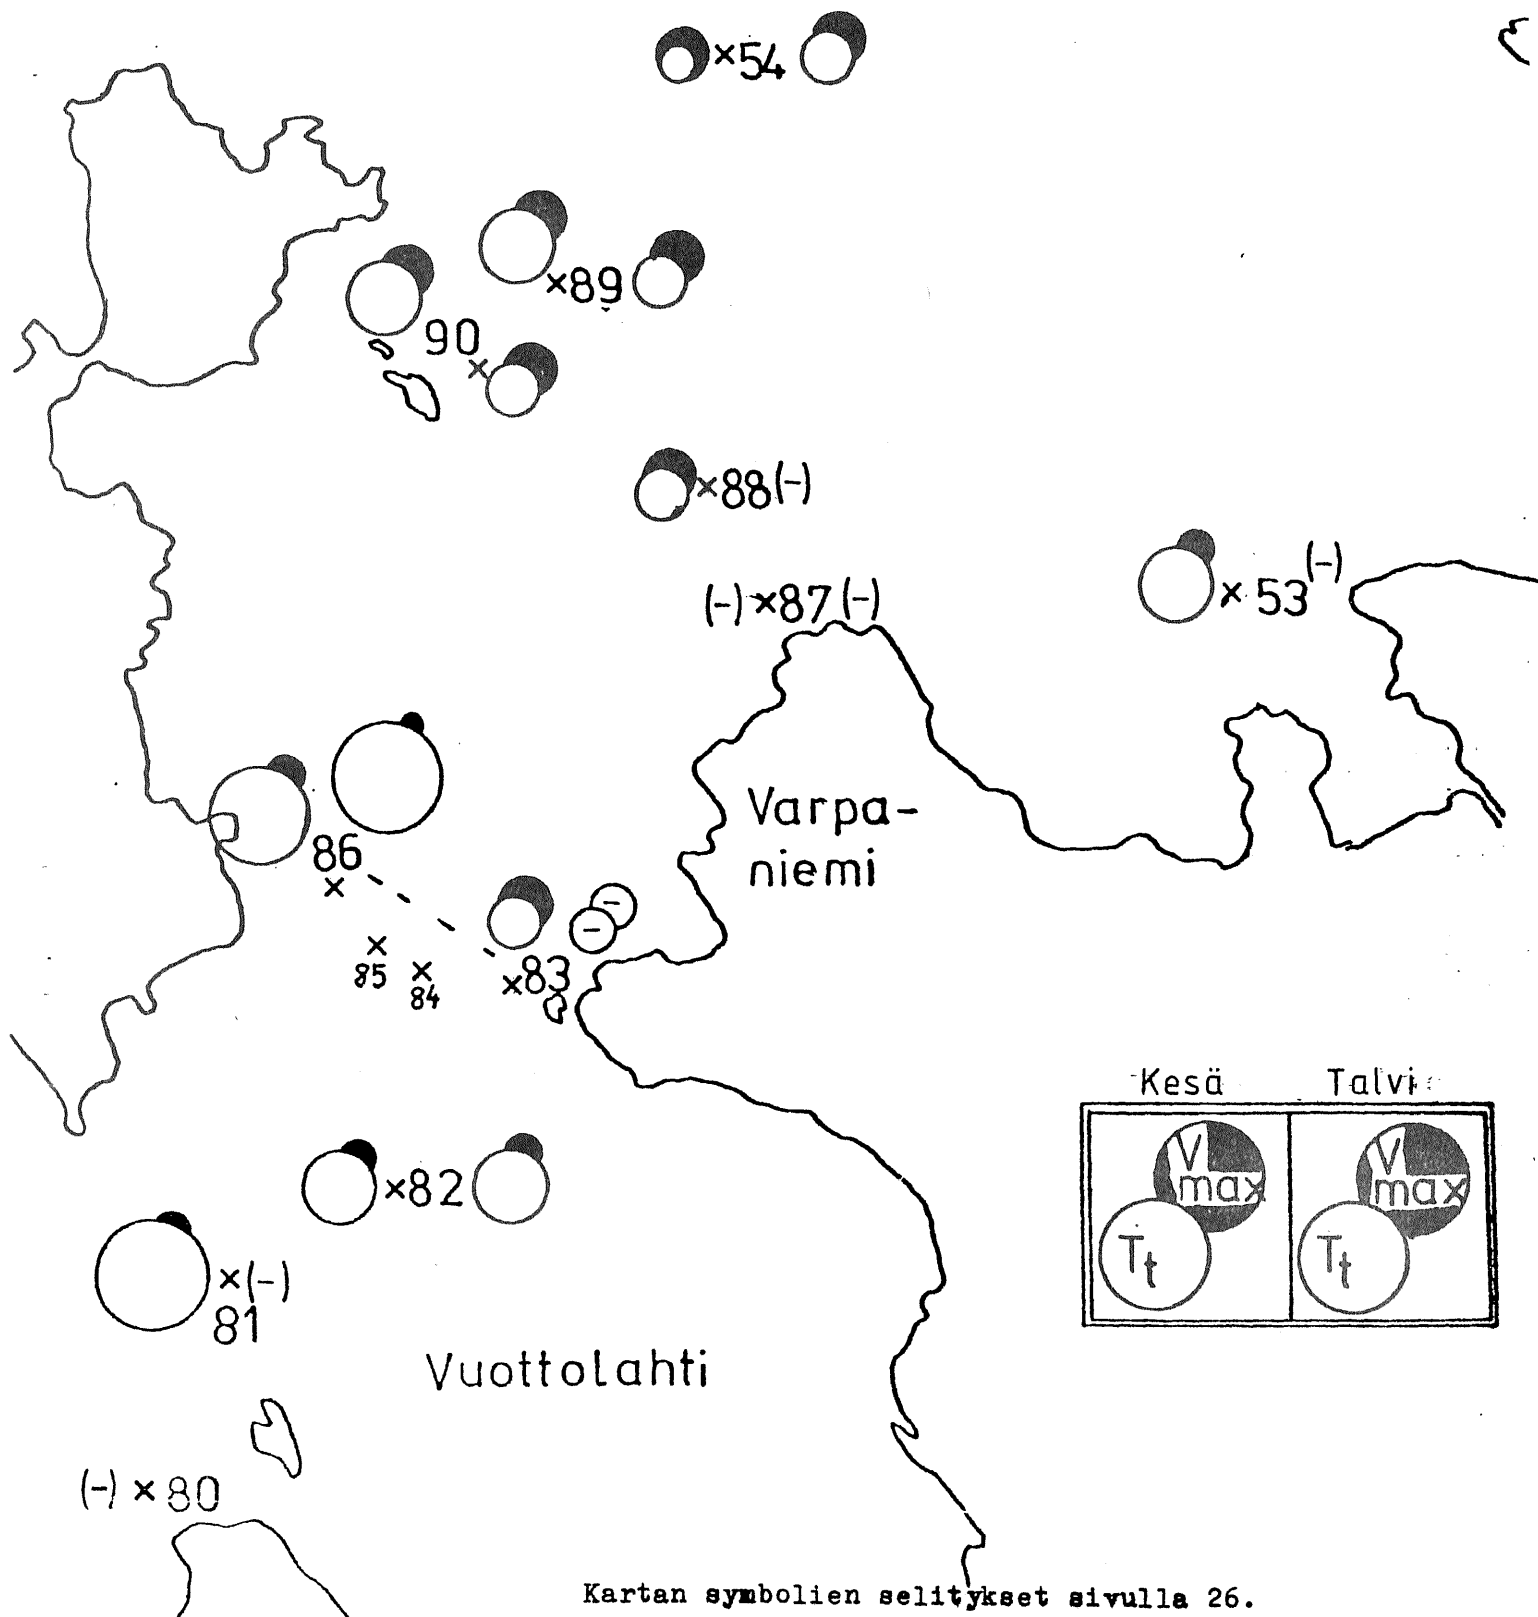 ×54
×89
90
×
×88(-)
×53(-)
(-)×87(-)
Varpa-
niemi
86
×
×
85
×
84
- -
×83
Kesä Talvi
V
max
Tt
V
max
Tt
×82
×(-)
81
Vuottolahti
(-)×80
Kartan symbolien selitykset sivulla 26.